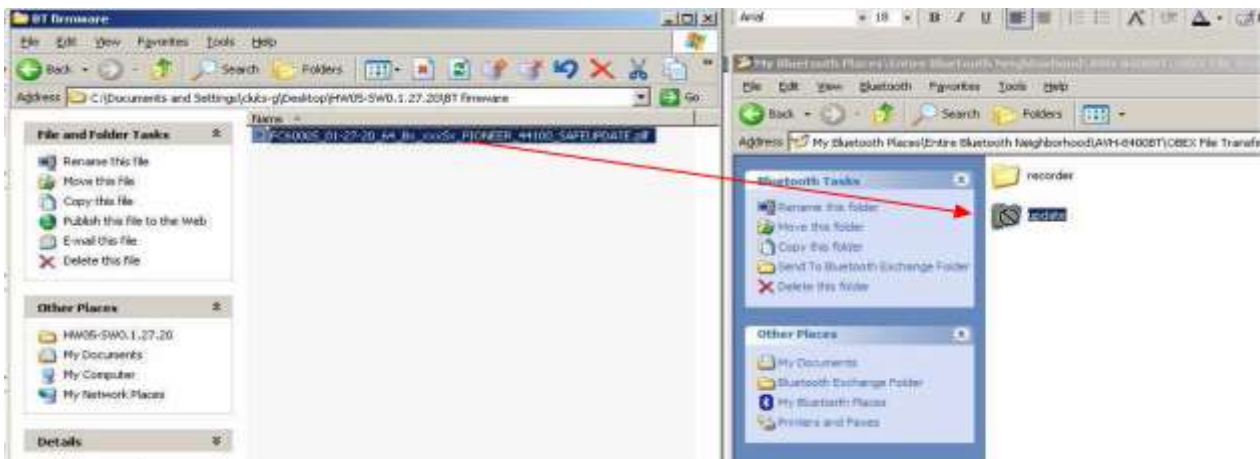 BT firmware
File Edit View Favorites Tools Help
Back Search Folders
Address C:\Documents and Settings\cluts-g\Desktop\HW05-SW0.1.27.20\BT firmware Go
Name
File and Folder Tasks
Rename this file
Move this file
Copy this file
Publish this file to the Web
E-mail this file
Delete this file
Other Places
HW05-SW0.1.27.20
My Documents
My Computer
My Network Places
Details
Arial 18 B I U A A
My Bluetooth Places\Entire Bluetooth Neighborhood\AVH-8400BT\OBEX File
File Edit View Bluetooth Favorites Tools Help
Back Search Folders
Address My Bluetooth Places\Entire Bluetooth Neighborhood\AVH-8400BT\OBEX File Transfe
Bluetooth Tasks
Rename this folder
Move this folder
Copy this folder
Send To Bluetooth Exchange Folder
Delete this folder
Other Places
My Documents
Bluetooth Exchange Folder
My Bluetooth Places
Printers and Faxes
recorder
update